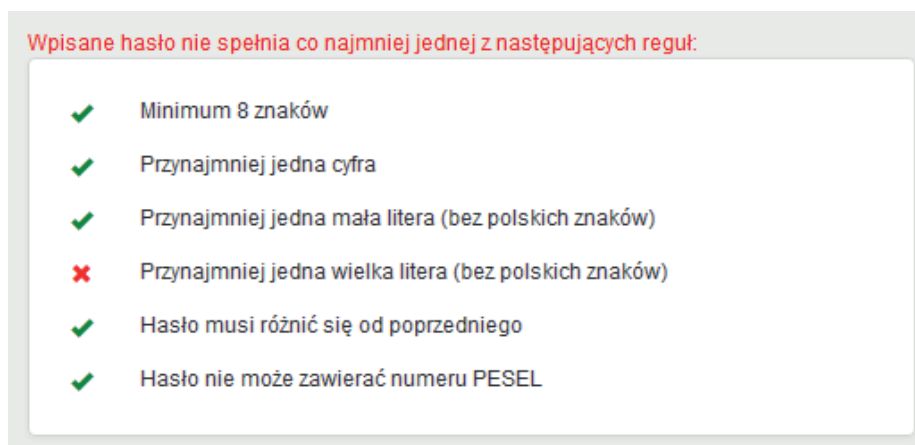 Wpisane hasło nie spełnia co najmniej jednej z następujących reguł:
Minimum 8 znaków
Przynajmniej jedna cyfra
Przynajmniej jedna mała litera (bez polskich znaków)
Przynajmniej jedna wielka litera (bez polskich znaków)
Hasło musi różnić się od poprzedniego
Hasło nie może zawierać numeru PESEL